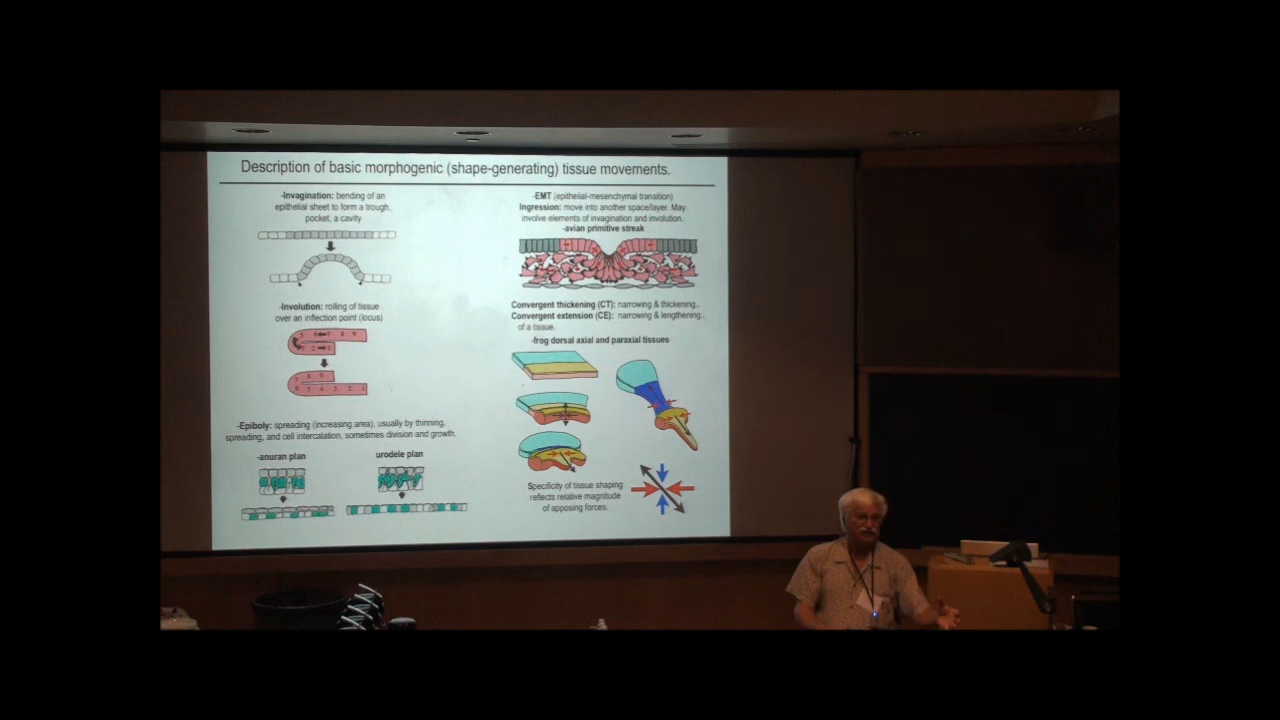 Description of basic morphogenic (shape-generating) tissue movements.
-Invagination: bending of an
epithelial sheet to form a trough,
pocket, a cavity
-Involution: rolling of tissue
over an inflection point (locus)
-Epiboly: spreading (increasing area), usually by thinning,
spreading, and cell intercalation, sometimes division and growth.
-anuran plan
urodele plan
-EMT (epithelial-mesenchymal transition)
Ingression: move into another space/layer. May
involve elements of invagination and involution.
-avian primitive streak
Convergent thickening (CT): narrowing & thickening..
Convergent extension (CE): narrowing & lengthening..
of a tissue.
-frog dorsal axial and paraxial tissues
Specificity of tissue shaping
reflects relative magnitude
of apposing forces.